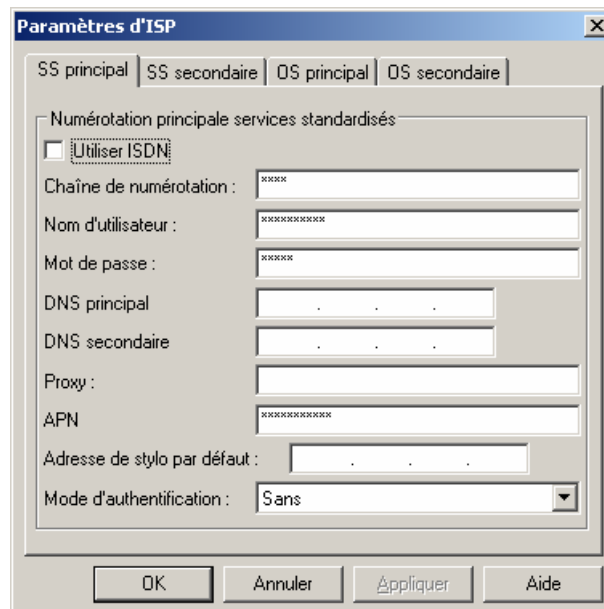 Paramètres d'ISP
SS principal SS secondaire OS principal OS secondaire
Numérotation principale services standardisés
Utiliser ISDN
Chaîne de numérotation : ****
Nom d'utilisateur : **********
Mot de passe : *****
DNS principal . . .
DNS secondaire . . .
Proxy :
APN ***********
Adresse de stylo par défaut : . . .
Mode d'authentification : Sans
OK Annuler Appliquer Aide